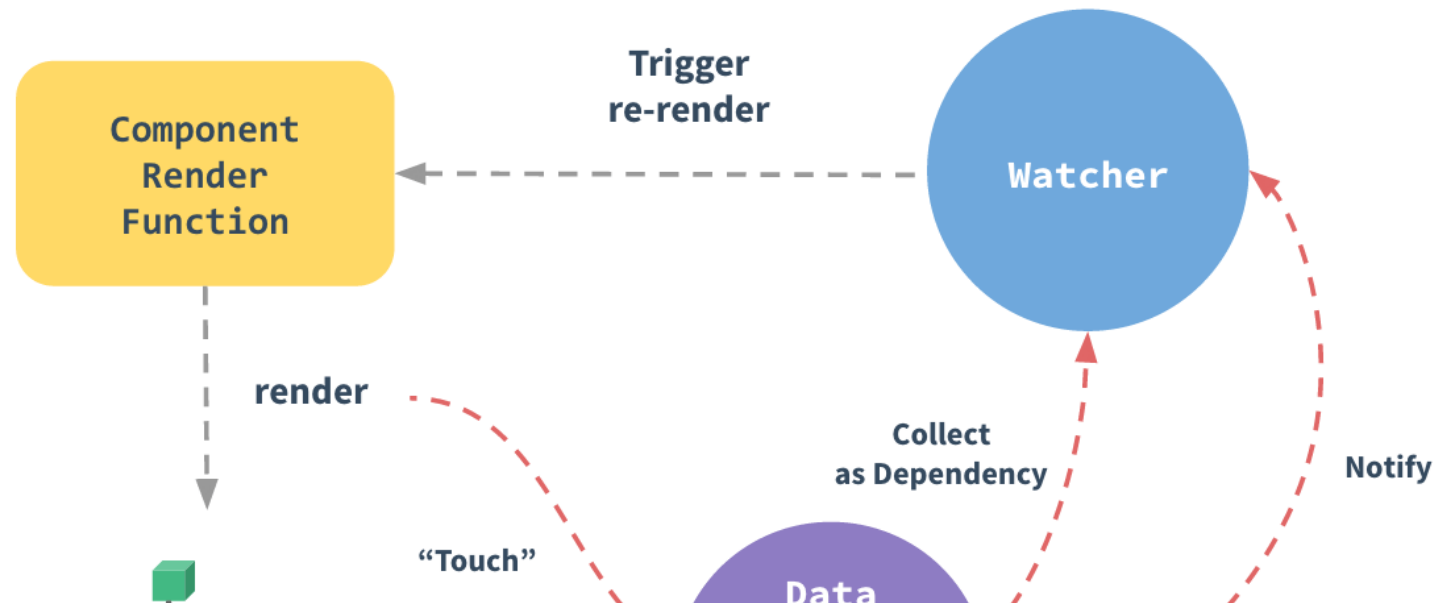 Trigger
re-render
Component
Render
Function
Watcher
render
Collect
as Dependency
Notify
“Touch”
Data